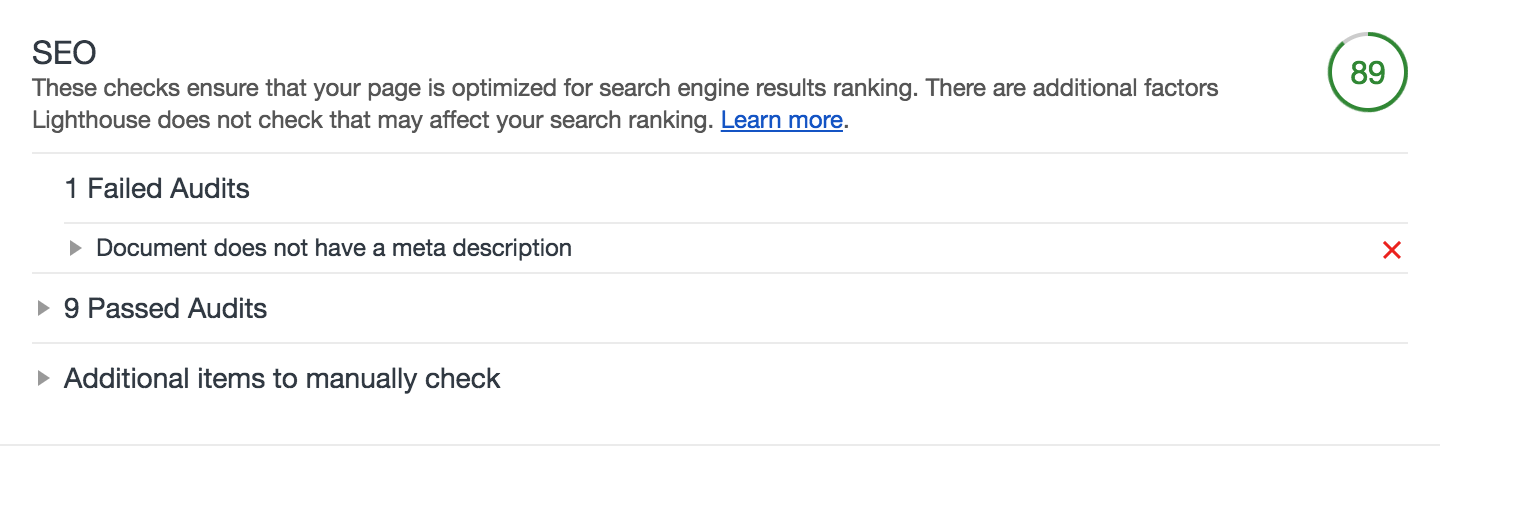 SEO
89
These checks ensure that your page is optimized for search engine results ranking. There are additional factors
Lighthouse does not check that may affect your search ranking. Learn more.
1 Failed Audits
Document does not have a meta description
9 Passed Audits
Additional items to manually check